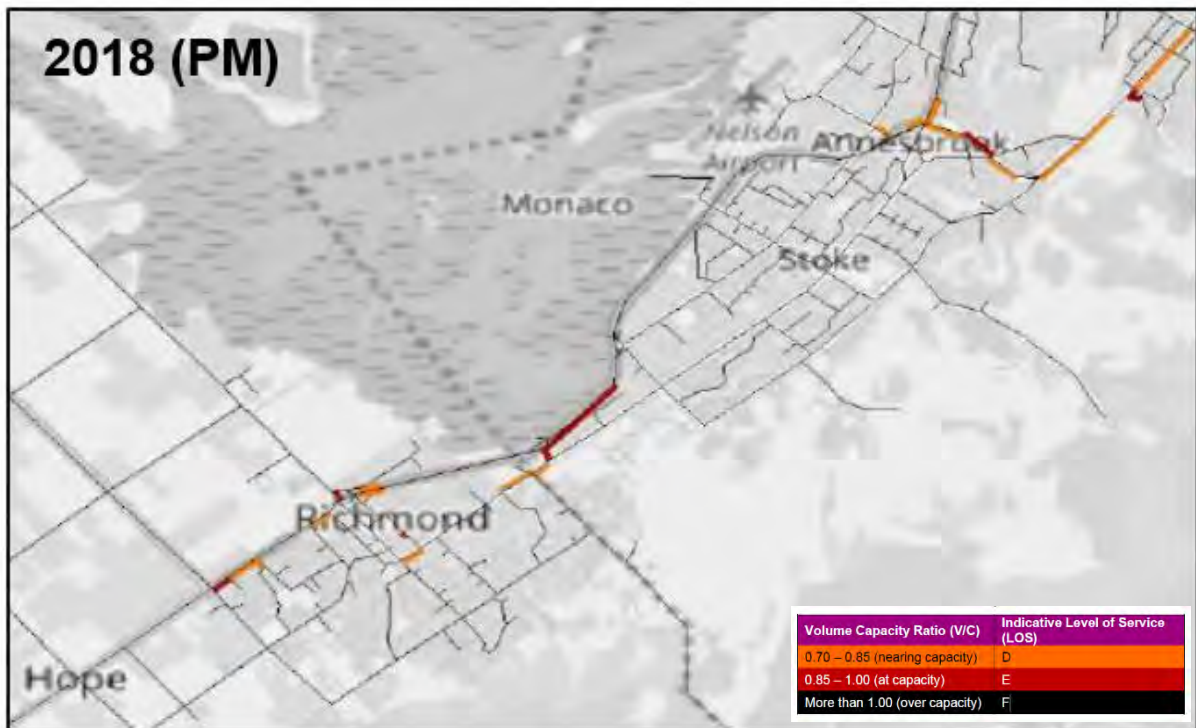 2018 (PM)
Nelson
Airport
Annesbrook
Monaco
Stoke
Richmond
Hope
Volume Capacity Ratio (V/C) Indicative Level of Service (LOS)
0.70 – 0.85 (nearing capacity) D
0.85 – 1.00 (at capacity) E
More than 1.00 (over capacity) F